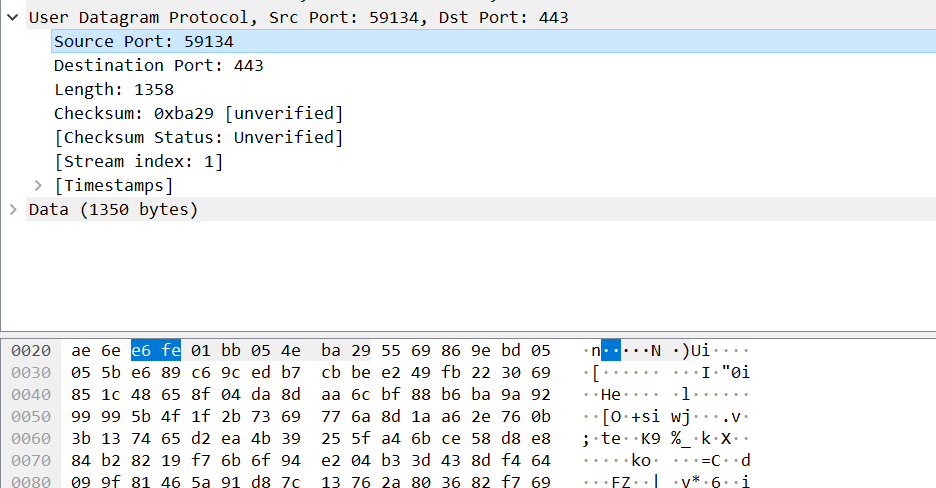 User Datagram Protocol, Src Port: 59134, Dst Port: 443
Source Port: 59134
Destination Port: 443
Length: 1358
Checksum: 0xba29 [unverified]
[Checksum Status: Unverified]
[Stream index: 1]
[Timestamps]
Data (1350 bytes)
0020 ae 6e e6 fe 01 bb 05 4e ba 29 55 69 86 9e bd 05 ·n·····N ·)Ui····
0030 05 5b e6 89 c6 9c ed b7 cb be e2 49 fb 22 30 69 ·[······ ···I·"0i
0040 85 1c 48 65 8f 04 da 8d aa 6c bf 88 b6 ba 9a 92 ··He···· ·l······
0050 99 99 5b 4f 1f 2b 73 69 77 6a 8d 1a a6 2e 76 0b ··[O·+si wj···.v·
0060 3b 13 74 65 d2 ea 4b 39 25 5f a4 6b ce 58 d8 e8 ;·te··K9 %_·k·X··
0070 84 b2 82 19 f7 6b 6f 94 e2 04 b3 3d 43 8d f4 64 ·····ko· ···=C··d
0080 09 9f 81 46 5a 91 d8 7c 13 76 2a 80 36 82 f7 69 ···FZ··| ·v*·6··i